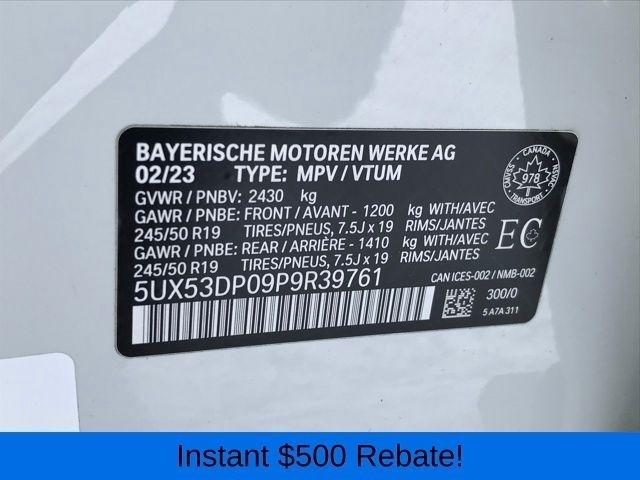 BAYERISCHE MOTOREN WERKE AG
02/23 TYPE: MPV / VTUM
GVWR / PNBV: 2430 kg
GAWR / PNBE: FRONT / AVANT - 1200 kg WITH/AVEC
245/50 R19 TIRES/PNEUS, 7.5J x 19 RIMS/JANTES
GAWR / PNBE: REAR / ARRIÈRE - 1410 kg WITH/AVEC
245/50 R19 TIRES/PNEUS, 7.5J x 19 RIMS/JANTES
5UX53DP09P9R39761
CANADA
CMVSS
978
NSVAC
TRANSPORT
EC
CAN ICES-002 / NMB-002
300/0
5 A7A 311
Instant $500 Rebate!